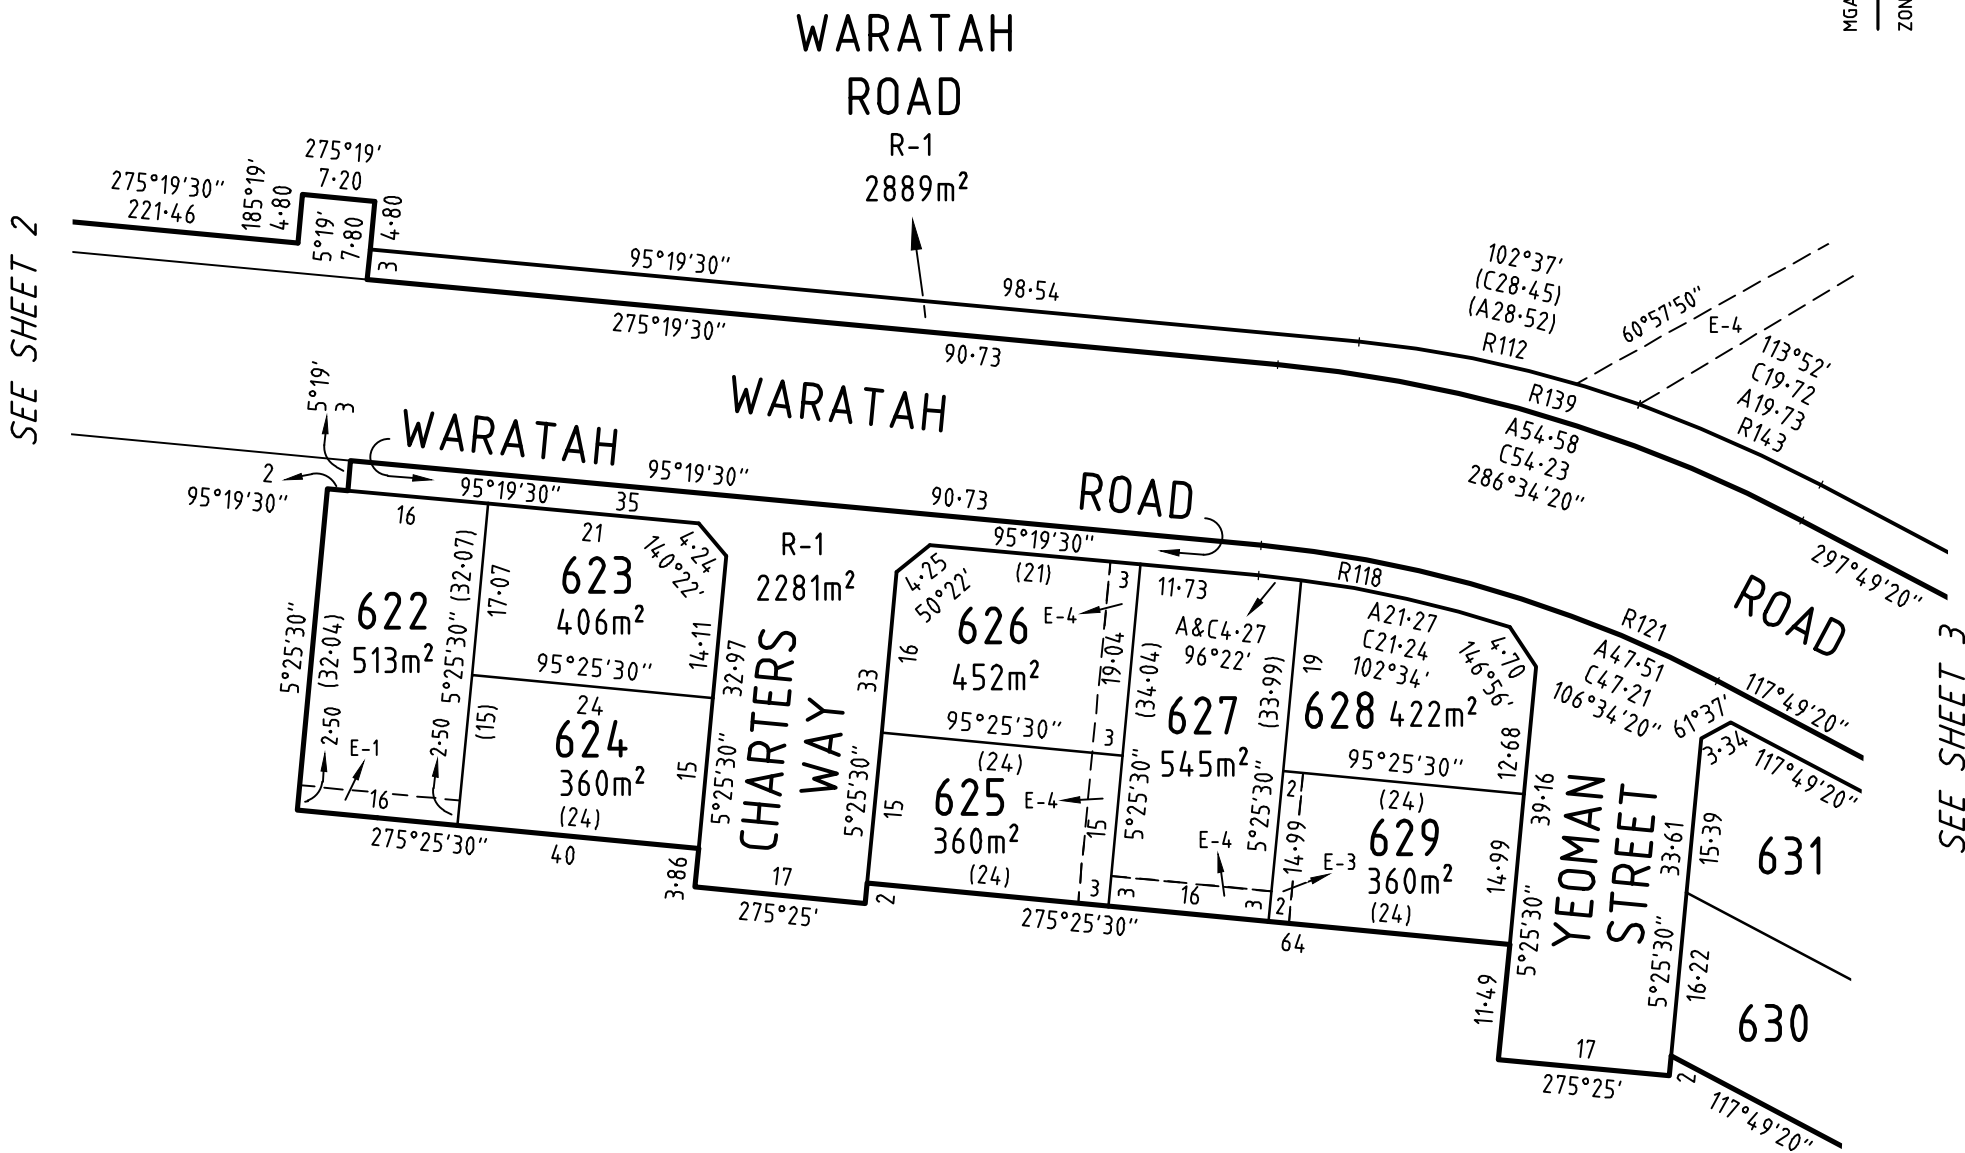 MGA
ZON
WARATAH
ROAD
R-1
2889m²
SEE SHEET 2
275°19'30"
221·46
185°19'
4·80
275°19'
7·20
5°19'
7·80
4·80
3
95°19'30"
98·54
275°19'30"
90·73
102°37'
(C28·45)
(A28·52)
R112
60°57'50"
E-4
113°52'
C19·72
A19·73
R143
R139
A54·58
C54·23
286°34'20"
297°49'20"
WARATAH
ROAD
5°19'
3
2
95°19'30"
WARATAH
ROAD
95°19'30"
90·73
95°19'30"
35
16
21
4·24
140°22'
622
513m²
5°25'30"
(32·04)
5°25'30" (32·07)
2·50
2·50
E-1
16
275°25'30"
40
17·07
623
406m²
14·11
95°25'30"
24
(15)
624
360m²
15
(24)
R-1
2281m²
32·97
5°25'30"
CHARTERS
WAY
33
5°25'30"
3·86
17
275°25'
2
95°19'30"
4·25
50°22'
(21)
3
16
626
452m²
E-4
19·04
95°25'30"
3
(24)
15
625
360m²
E-4
15
(24)
3
275°25'30"
64
11·73
A&C4·27
96°22'
(34·04)
(33·99)
627
545m²
5°25'30"
5°25'30"
E-4
3
16
3
R118
A21·27
C21·24
102°34'
4·70
146°56'
19
628 422m²
12·68
95°25'30"
2
(24)
629
360m²
14·99
E-3
14·99
2
(24)
R121
A47·51
C47·21
106°34'20"
117°49'20"
61°37'
3·34
117°49'20"
39·16
5°25'30"
YEOMAN
STREET
33·61
5°25'30"
15·39
631
16·22
630
11·49
17
275°25'
2
117°49'20"
SEE SHEET 3